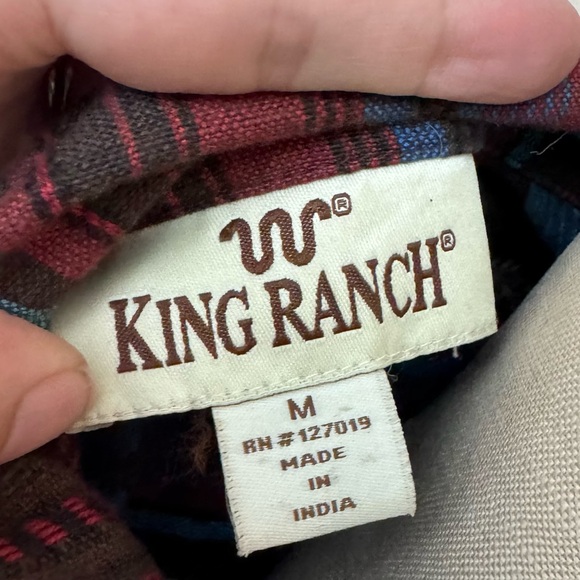 ®
KING RANCH®
M
RN #127019
MADE
IN
INDIA